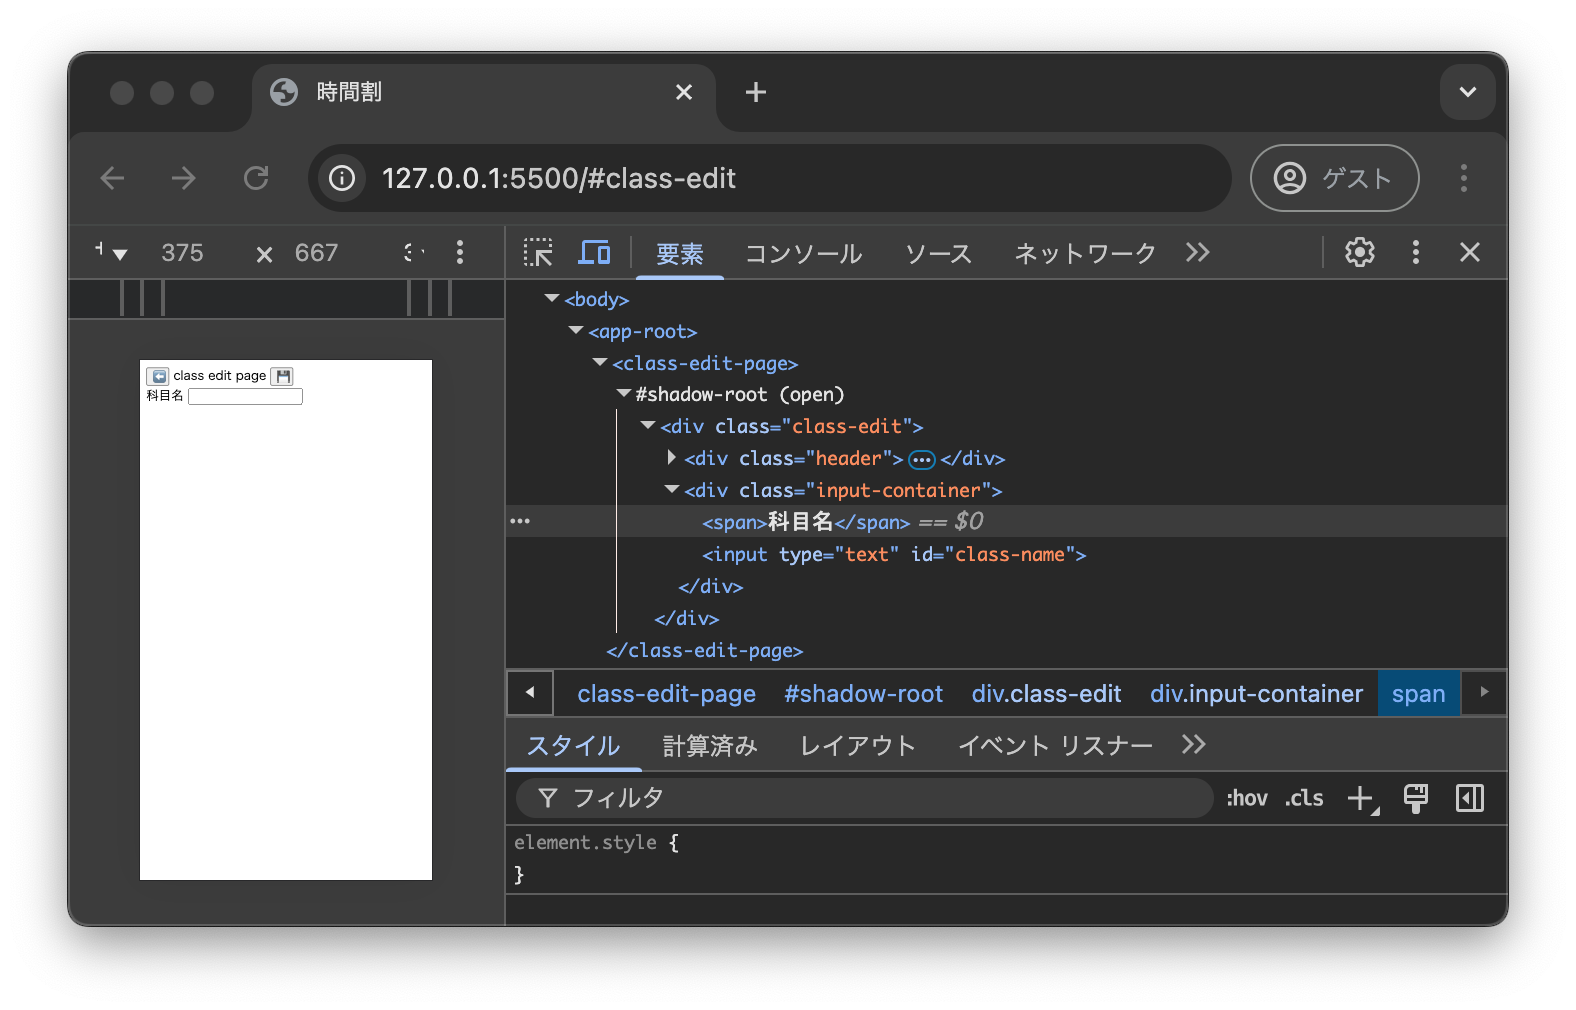 時間割
127.0.0.1:5500/#class-edit
ゲスト
375 × 667
要素 コンソール ソース ネットワーク
class edit page
科目名
<body>
<app-root>
<class-edit-page>
#shadow-root (open)
<div class="class-edit">
<div class="header"></div>
<div class="input-container">
<span>科目名</span> == $0
<input type="text" id="class-name">
</div>
</div>
</class-edit-page>
class-edit-page #shadow-root div.class-edit div.input-container span
スタイル 計算済み レイアウト イベント リスナー
フィルタ
:hov .cls
element.style {
}